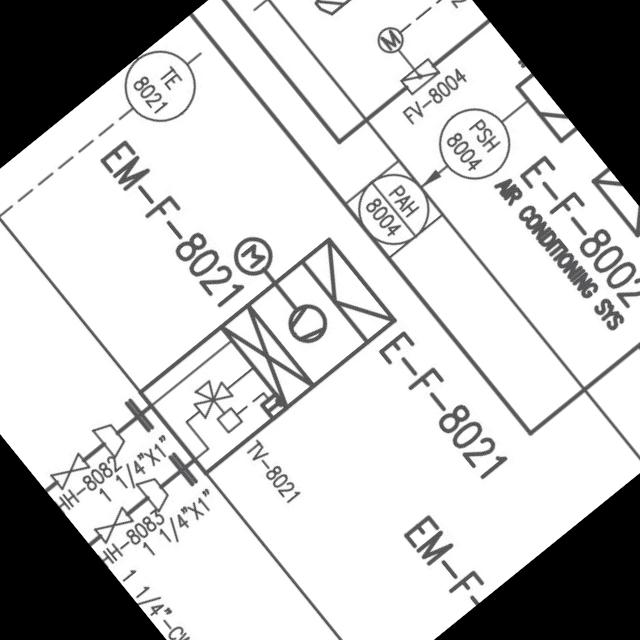 TE
8021
EM-F-8021
M
M
FV-8004
PSH
8004
PAH
8004
E-F-8002
AIR CONDITIONING SYS
M
E-F-8021
TV-8021
HH-8082
1 1/4"X1"
HH-8083
1 1/4"X1"
1 1/4"-CW
EM-F-